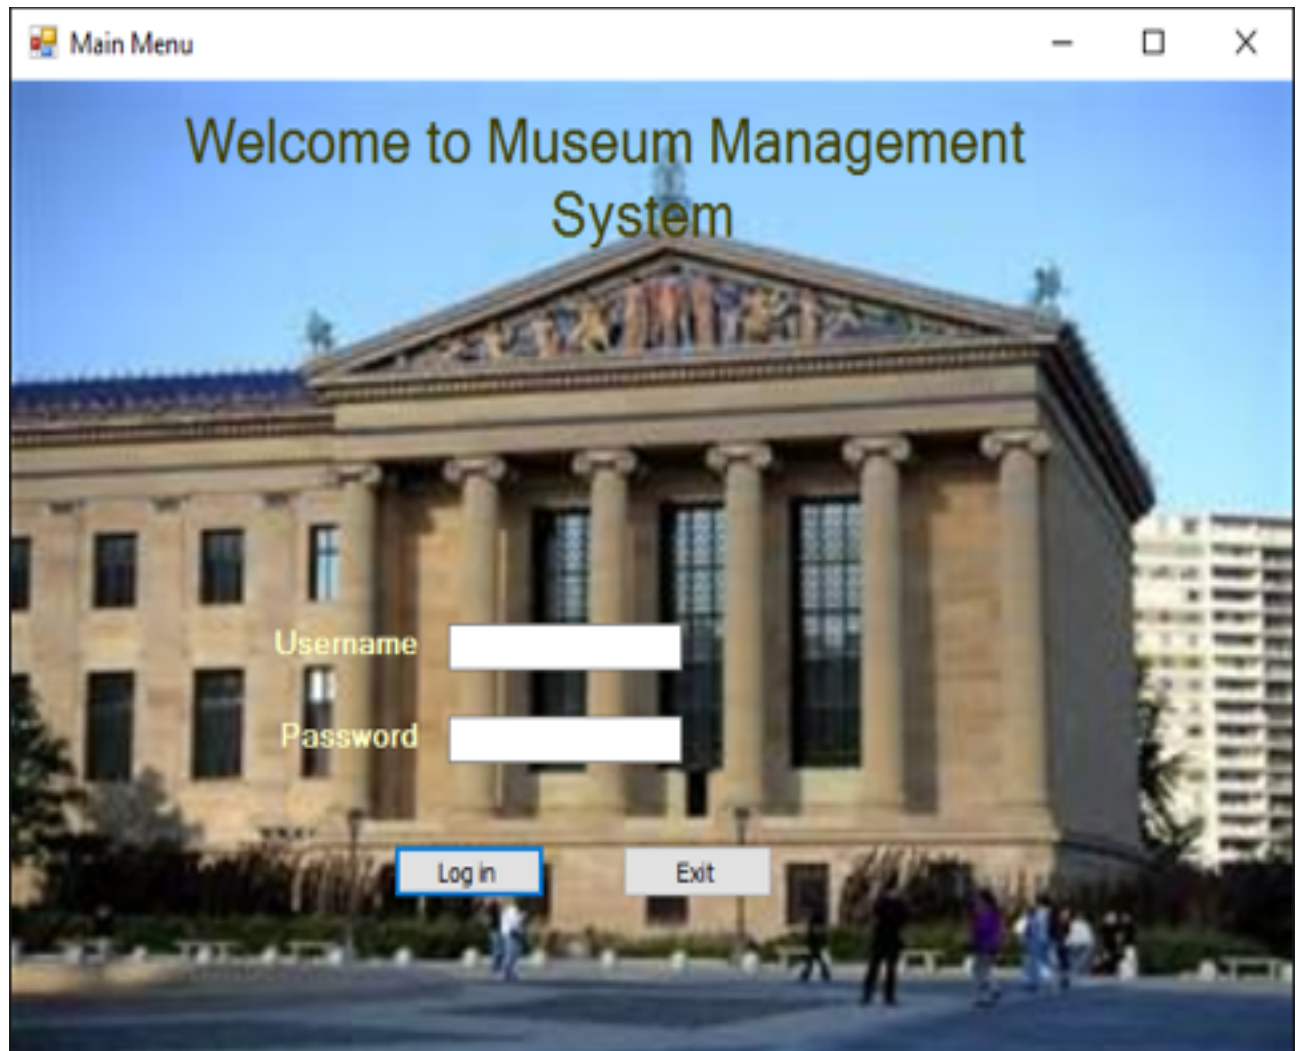 Main Menu
Welcome to Museum Management
System
Username
Password
Log in
Exit